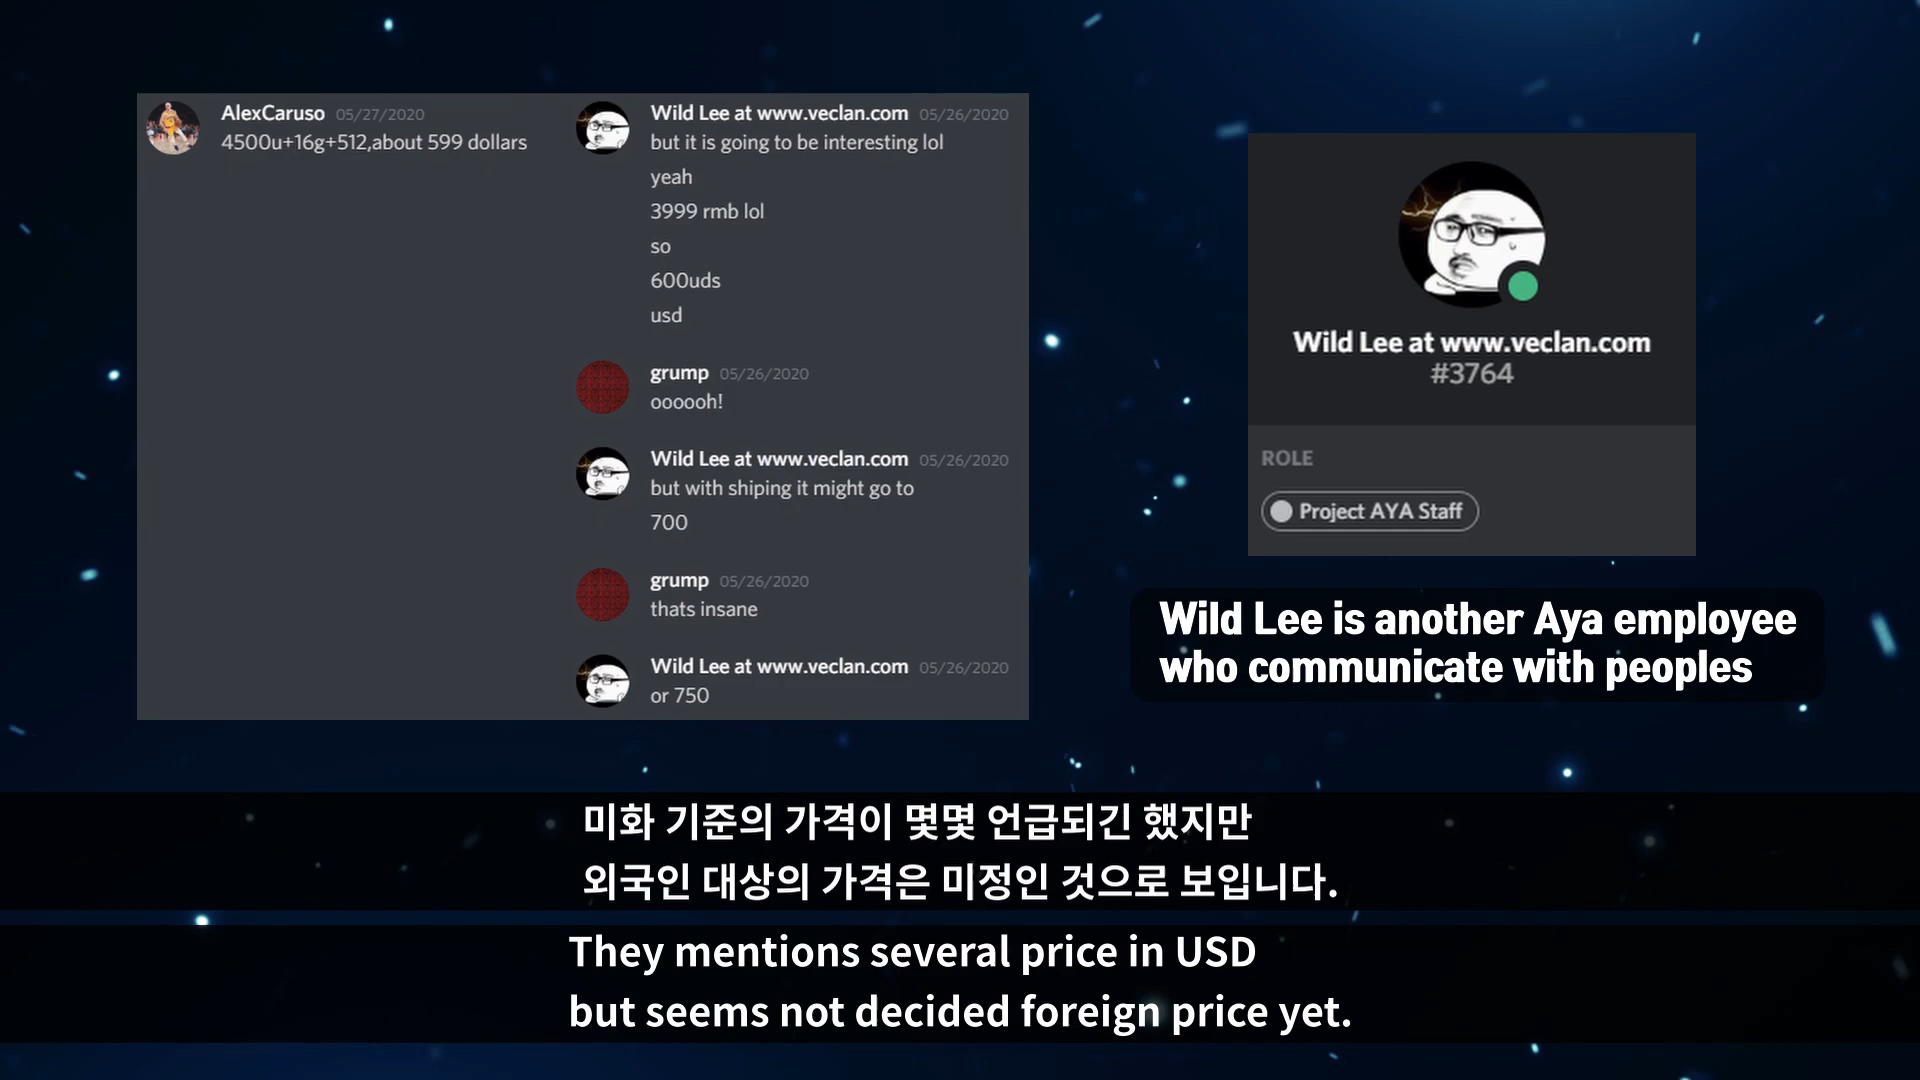 AlexCaruso 05/27/2020
4500u+16g+512,about 599 dollars
Wild Lee at www.veclan.com 05/26/2020
but it is going to be interesting lol
yeah
3999 rmb lol
so
600uds
usd
grump 05/26/2020
oooooh!
Wild Lee at www.veclan.com 05/26/2020
but with shiping it might go to
700
grump 05/26/2020
thats insane
Wild Lee at www.veclan.com 05/26/2020
or 750
Wild Lee at www.veclan.com
#3764
ROLE
Project AYA Staff
Wild Lee is another Aya employee
who communicate with peoples
미화 기준의 가격이 몇몇 언급되긴 했지만
외국인 대상의 가격은 미정인 것으로 보입니다.
They mentions several price in USD
but seems not decided foreign price yet.